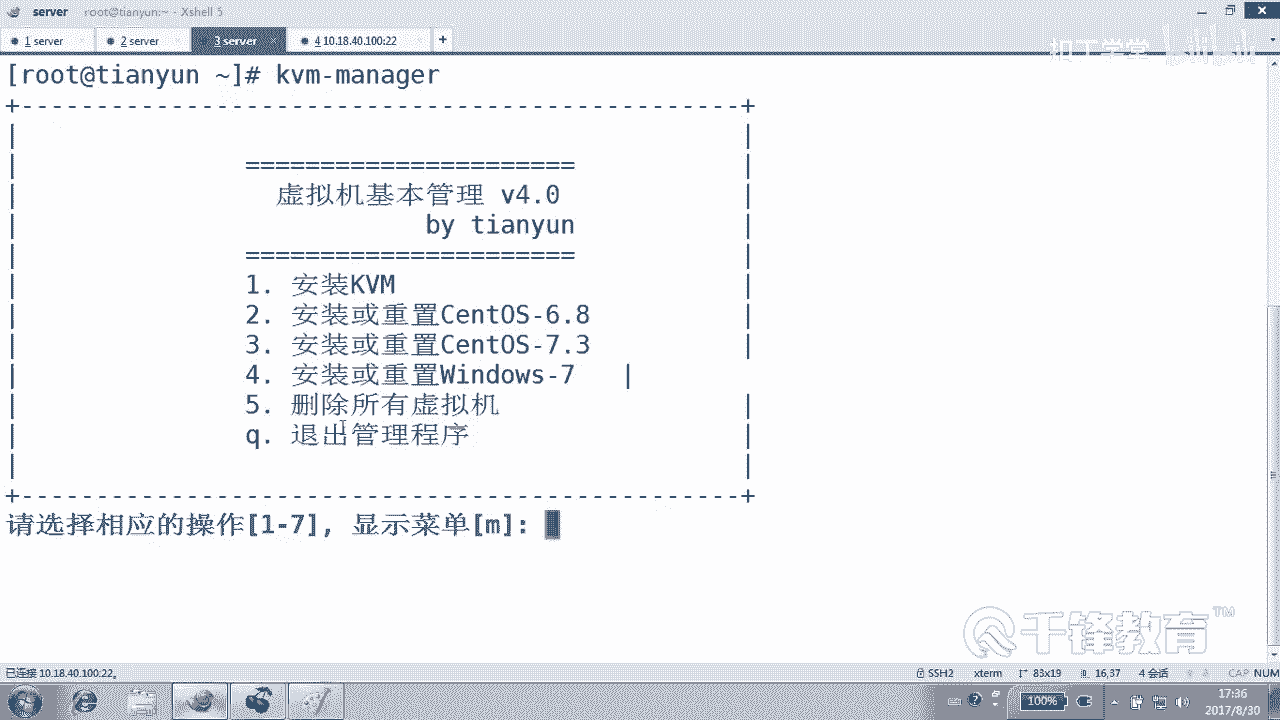 server root@tianyun:~ - Xshell 5
1 server 2 server 3 server 4 10.18.40.100:22 +
扣丁学堂 bilibili
[root@tianyun ~]# kvm-manager
+------------------------------------------------+
======================
虚拟机基本管理 v4.0
by tianyun
======================
1. 安装KVM
2. 安装或重置CentOS-6.8
3. 安装或重置CentOS-7.3
4. 安装或重置Windows-7 |
5. 删除所有虚拟机
q. 退出管理程序
+------------------------------------------------+
请选择相应的操作[1-7], 显示菜单[m]:
千锋教育™
已连接 10.18.40.100:22。 SSH2 xterm 83x19 16,37 4 会话 CAP NUM
100% 17:36
2017/8/30